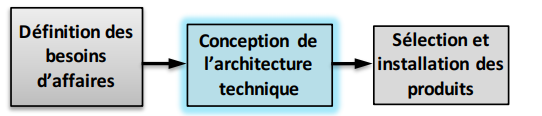 Définition des
besoins
d’affaires
Conception de
l’architecture
technique
Sélection et
installation des
produits